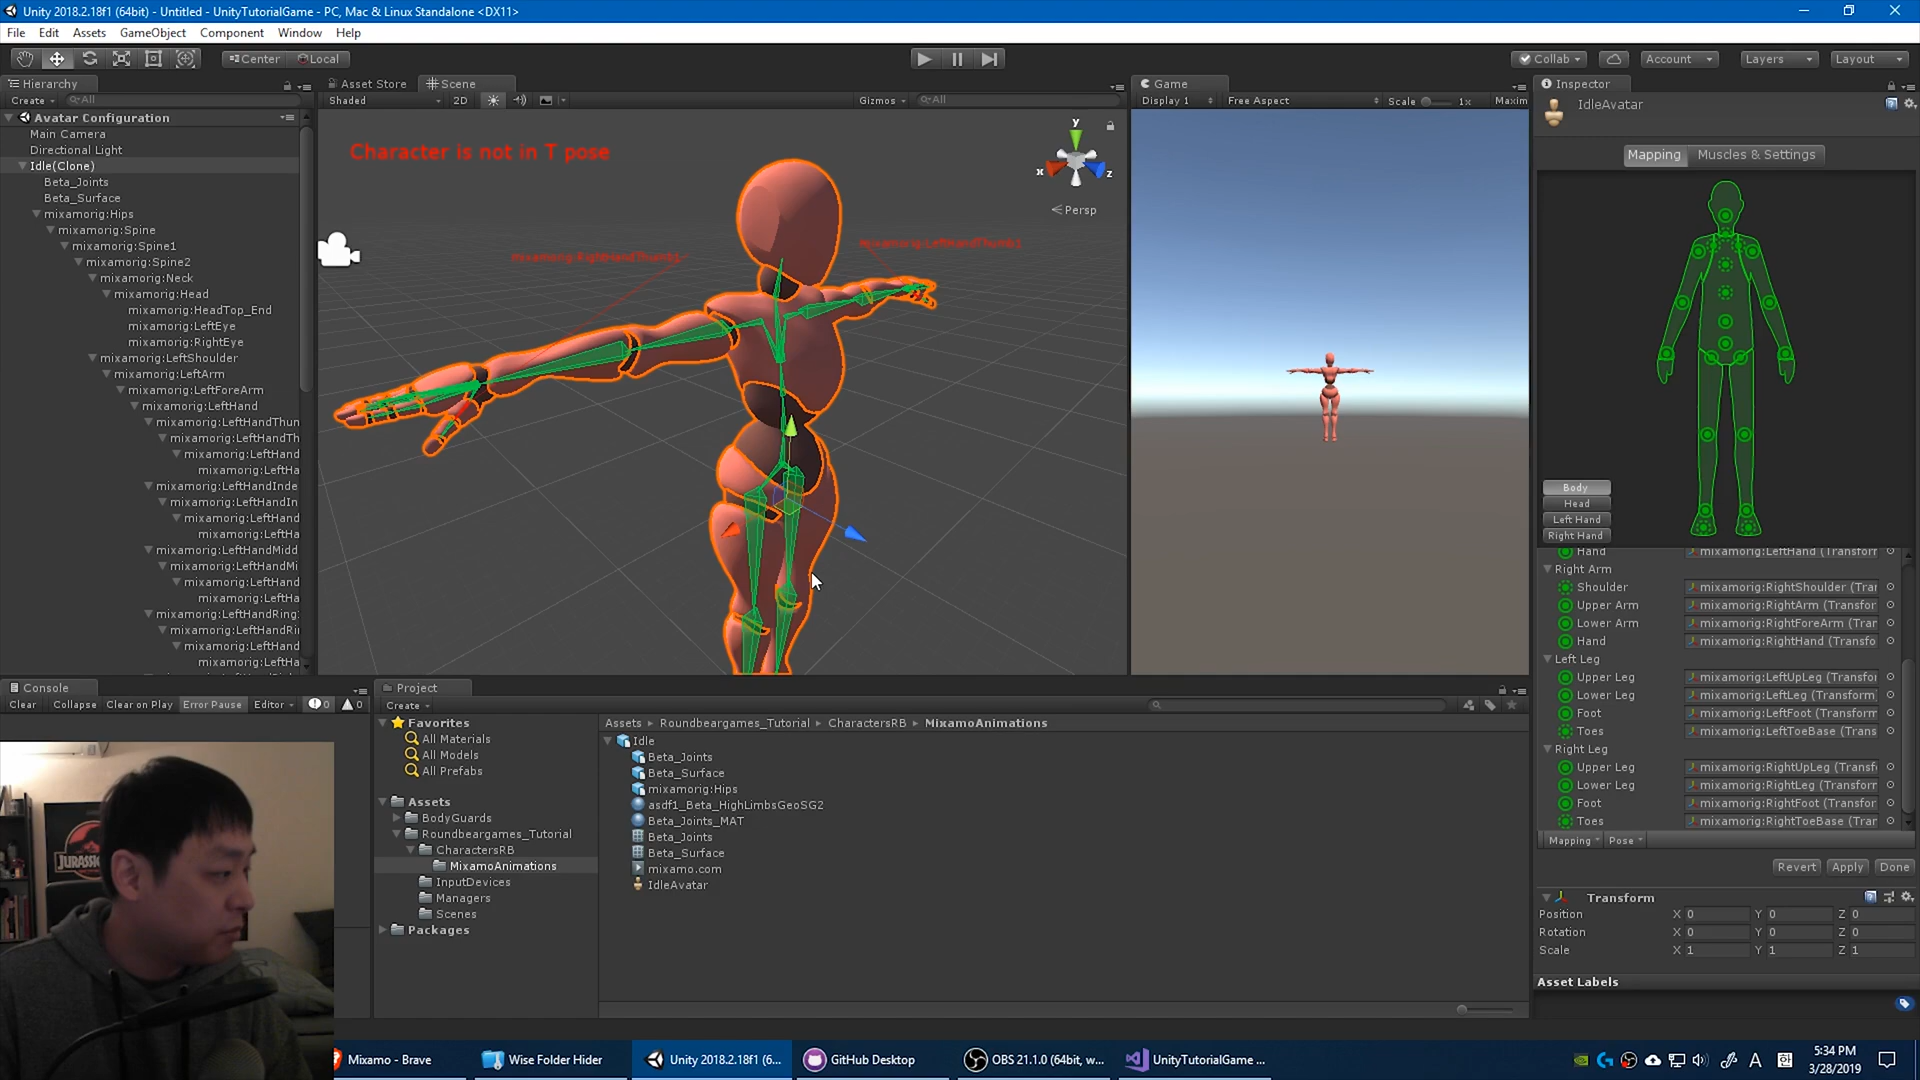 Unity 2018.2.18f1 (64bit) - Untitled - UnityTutorialGame - PC, Mac & Linux Standalone <DX11>
File Edit Assets GameObject Component Window Help
Center Local Collab Account Layers Layout
Hierarchy
Create All
Avatar Configuration
Main Camera
Directional Light
Idle(Clone)
Beta_Joints
Beta_Surface
mixamorig:Hips
mixamorig:Spine
mixamorig:Spine1
mixamorig:Spine2
mixamorig:Neck
mixamorig:Head
mixamorig:HeadTop_End
mixamorig:LeftEye
mixamorig:RightEye
mixamorig:LeftShoulder
mixamorig:LeftArm
mixamorig:LeftForeArm
mixamorig:LeftHand
mixamorig:LeftHandThun
mixamorig:LeftHandTh
mixamorig:LeftHand
mixamorig:LeftHa
mixamorig:LeftHandInde
mixamorig:LeftHandIn
mixamorig:LeftHand
mixamorig:LeftHa
mixamorig:LeftHandMidd
mixamorig:LeftHandMi
mixamorig:LeftHand
mixamorig:LeftHa
mixamorig:LeftHandRing
mixamorig:LeftHandRi
mixamorig:LeftHand
mixamorig:LeftHa
Asset Store Scene
Shaded 2D Gizmos All
Character is not in T pose
mixamorig:RightHandThumb1
mixamorig:LeftHandThumb1
y
x
z
Persp
Game
Display 1 Free Aspect Scale 1x Maxim
Inspector
IdleAvatar
Mapping Muscles & Settings
Body
Head
Left Hand
Right Hand
Hand mixamorig:LeftHand (Transforr
Right Arm
Shoulder mixamorig:RightShoulder (Trar
Upper Arm mixamorig:RightArm (Transfor
Lower Arm mixamorig:RightForeArm (Trar
Hand mixamorig:RightHand (Transfo
Left Leg
Upper Leg mixamorig:LeftUpLeg (Transfor
Lower Leg mixamorig:LeftLeg (Transform)
Foot mixamorig:LeftFoot (Transform
Toes mixamorig:LeftToeBase (Trans
Right Leg
Upper Leg mixamorig:RightUpLeg (Transf
Lower Leg mixamorig:RightLeg (Transfor
Foot mixamorig:RightFoot (Transfor
Toes mixamorig:RightToeBase (Trar
Mapping Pose
Revert Apply Done
Transform
Position X 0 Y 0 Z 0
Rotation X 0 Y 0 Z 0
Scale X 1 Y 1 Z 1
Asset Labels
Console
Clear Collapse Clear on Play Error Pause Editor 0 0
Project
Create
Favorites
All Materials
All Models
All Prefabs
Assets
BodyGuards
Roundbeargames_Tutorial
CharactersRB
MixamoAnimations
InputDevices
Managers
Scenes
Packages
Assets Roundbeargames_Tutorial CharactersRB MixamoAnimations
Idle
Beta_Joints
Beta_Surface
mixamorig:Hips
asdf1_Beta_HighLimbsGeoSG2
Beta_Joints_MAT
Beta_Joints
Beta_Surface
mixamo.com
IdleAvatar
JURASSIC
Mixamo - Brave
Wise Folder Hider
Unity 2018.2.18f1 (6...
GitHub Desktop
OBS 21.1.0 (64bit, w...
UnityTutorialGame ...
A 한
5:34 PM
3/28/2019